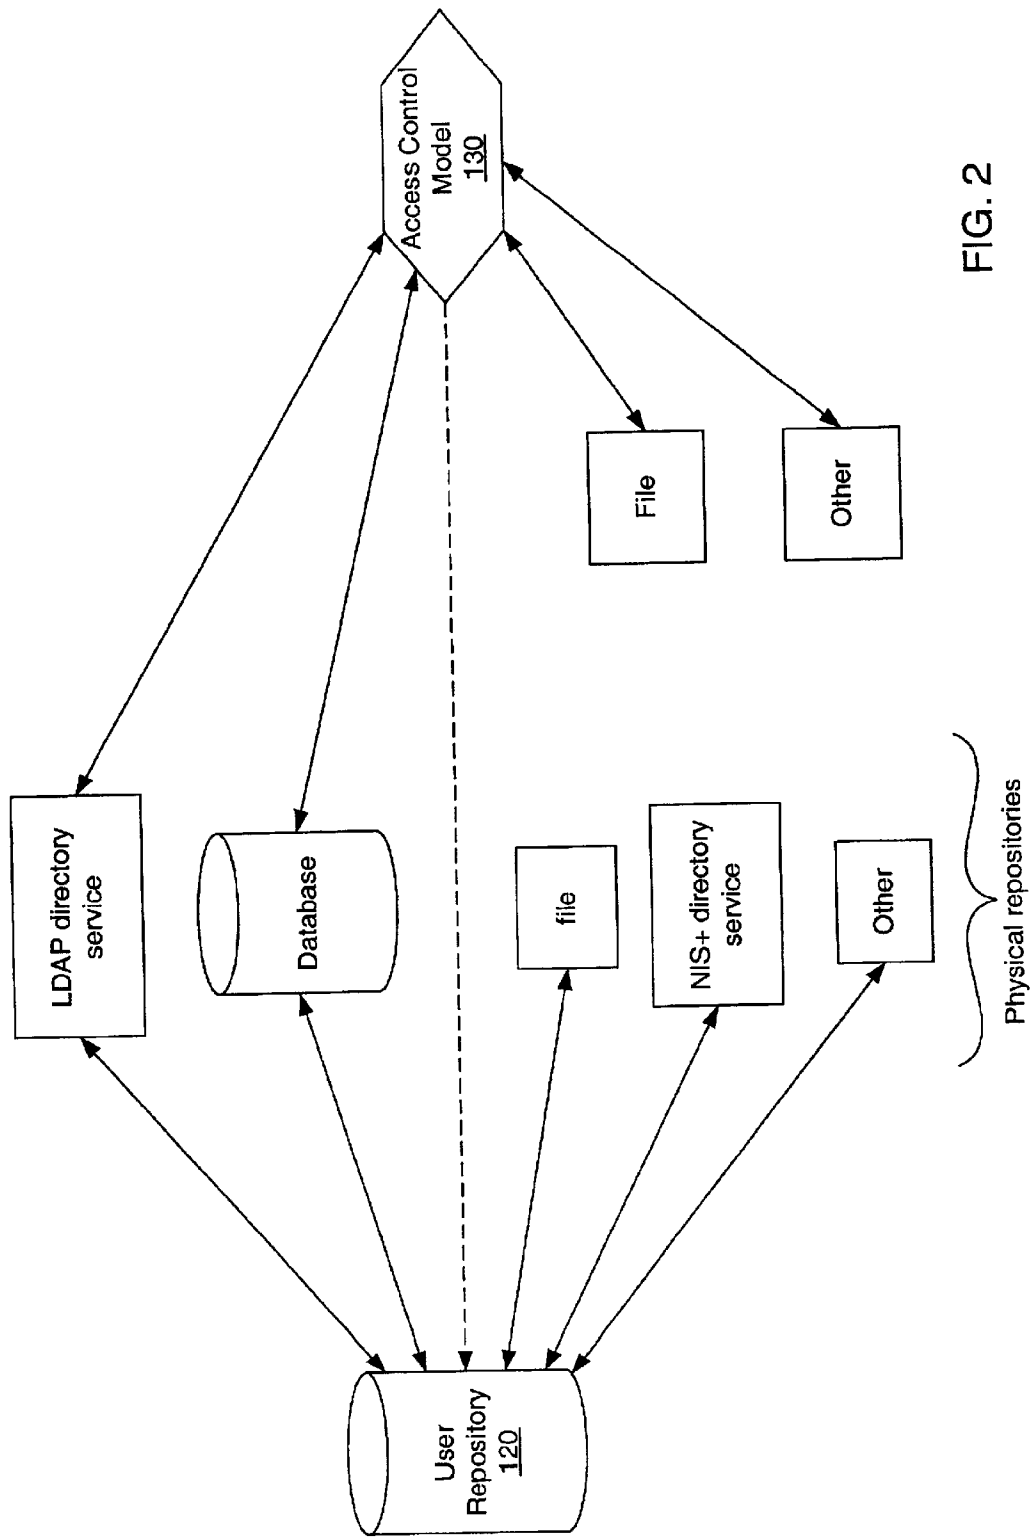 User
Repository
120
LDAP directory
service
Database
file
NIS+ directory
service
Other
Physical repositories
File
Other
Access Control
Model
130
FIG. 2